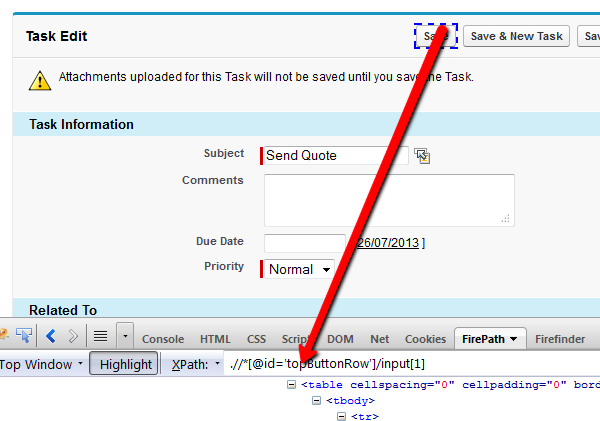 Task Edit
Save & New Task
Sav
Attachments uploaded for this Task will not be saved until you save the Task.
Task Information
Subject Send Quote
Comments
Due Date [ 26/07/2013 ]
Priority Normal
Related To
Console HTML CSS Script DOM Net Cookies FirePath Firefinder
Top Window Highlight XPath: .//*[@id='topButtonRow']/input[1]
<table cellspacing="0" cellpadding="0" bord
<tbody>
<tr>